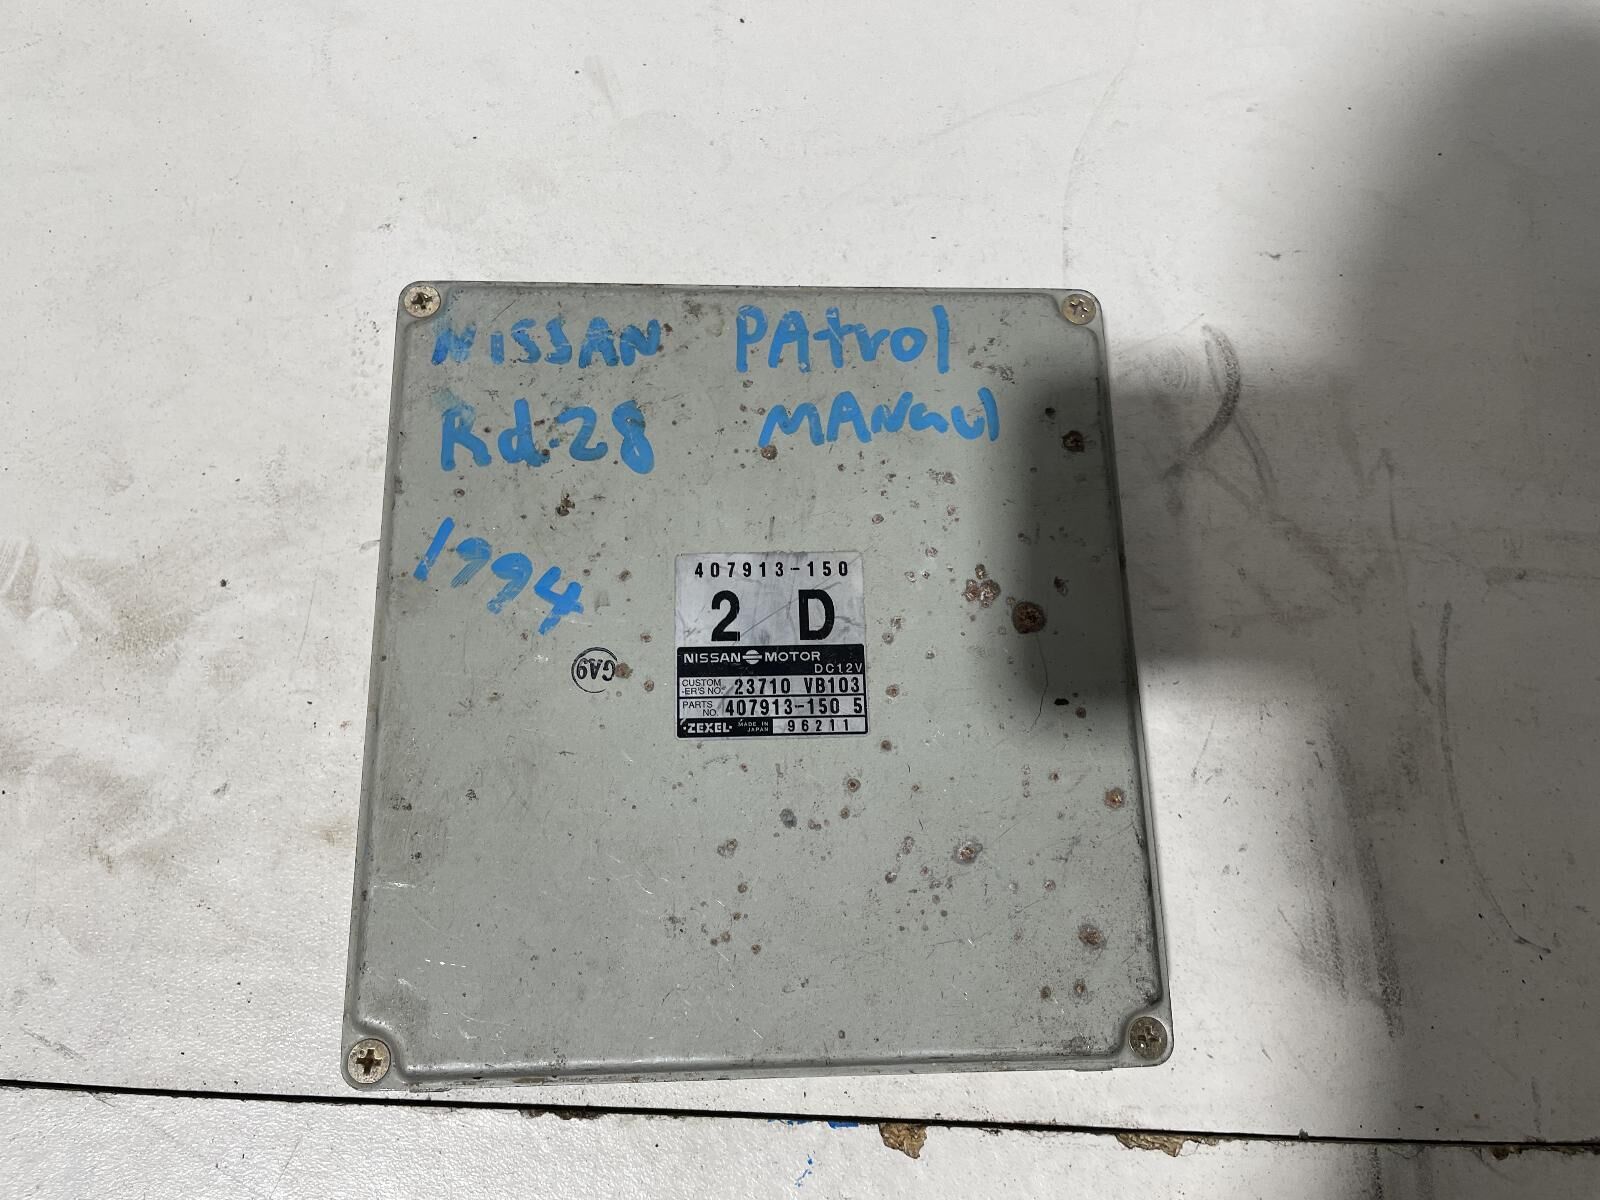 NISSAN PAtrol
Rd28 MANaul
1994
407913-150
2 D
NISSAN MOTOR
DC12V
CUSTOM -ER'S NO. 23710 VB103
PARTS NO. 407913-150 5
ZEXEL MADE IN JAPAN 96211
GA9